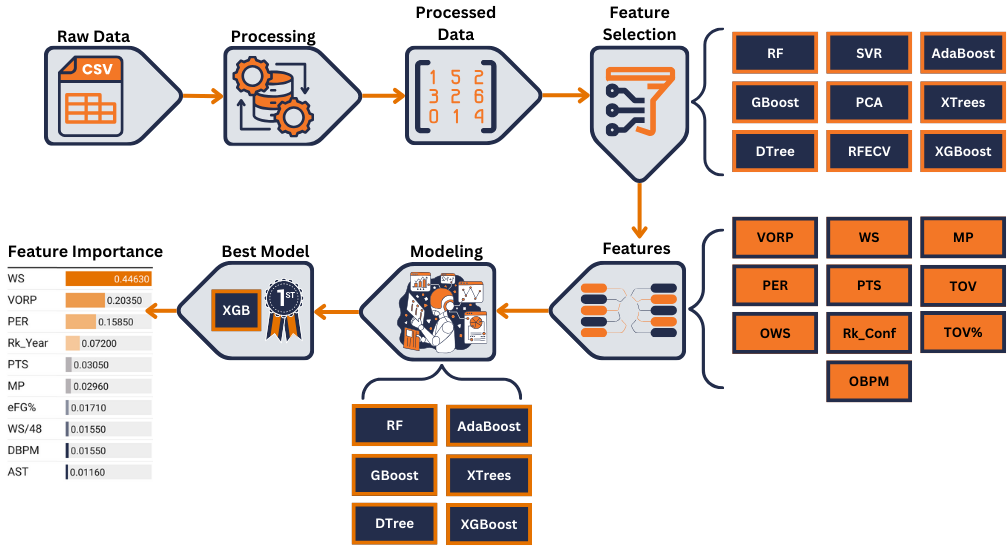 Raw Data
CSV
Processing
Processed
Data
1 5 2
3 2 6
0 1 4
Feature
Selection
RF
SVR
AdaBoost
GBoost
PCA
XTrees
DTree
RFECV
XGBoost
Features
VORP
WS
MP
PER
PTS
TOV
OWS
Rk_Conf
TOV%
OBPM
Modeling
RF
AdaBoost
GBoost
XTrees
DTree
XGBoost
Best Model
XGB
1ST
Feature Importance
WS 0.44630
VORP 0.20350
PER 0.15850
Rk_Year 0.07200
PTS 0.03050
MP 0.02960
eFG% 0.01710
WS/48 0.01550
DBPM 0.01550
AST 0.01160